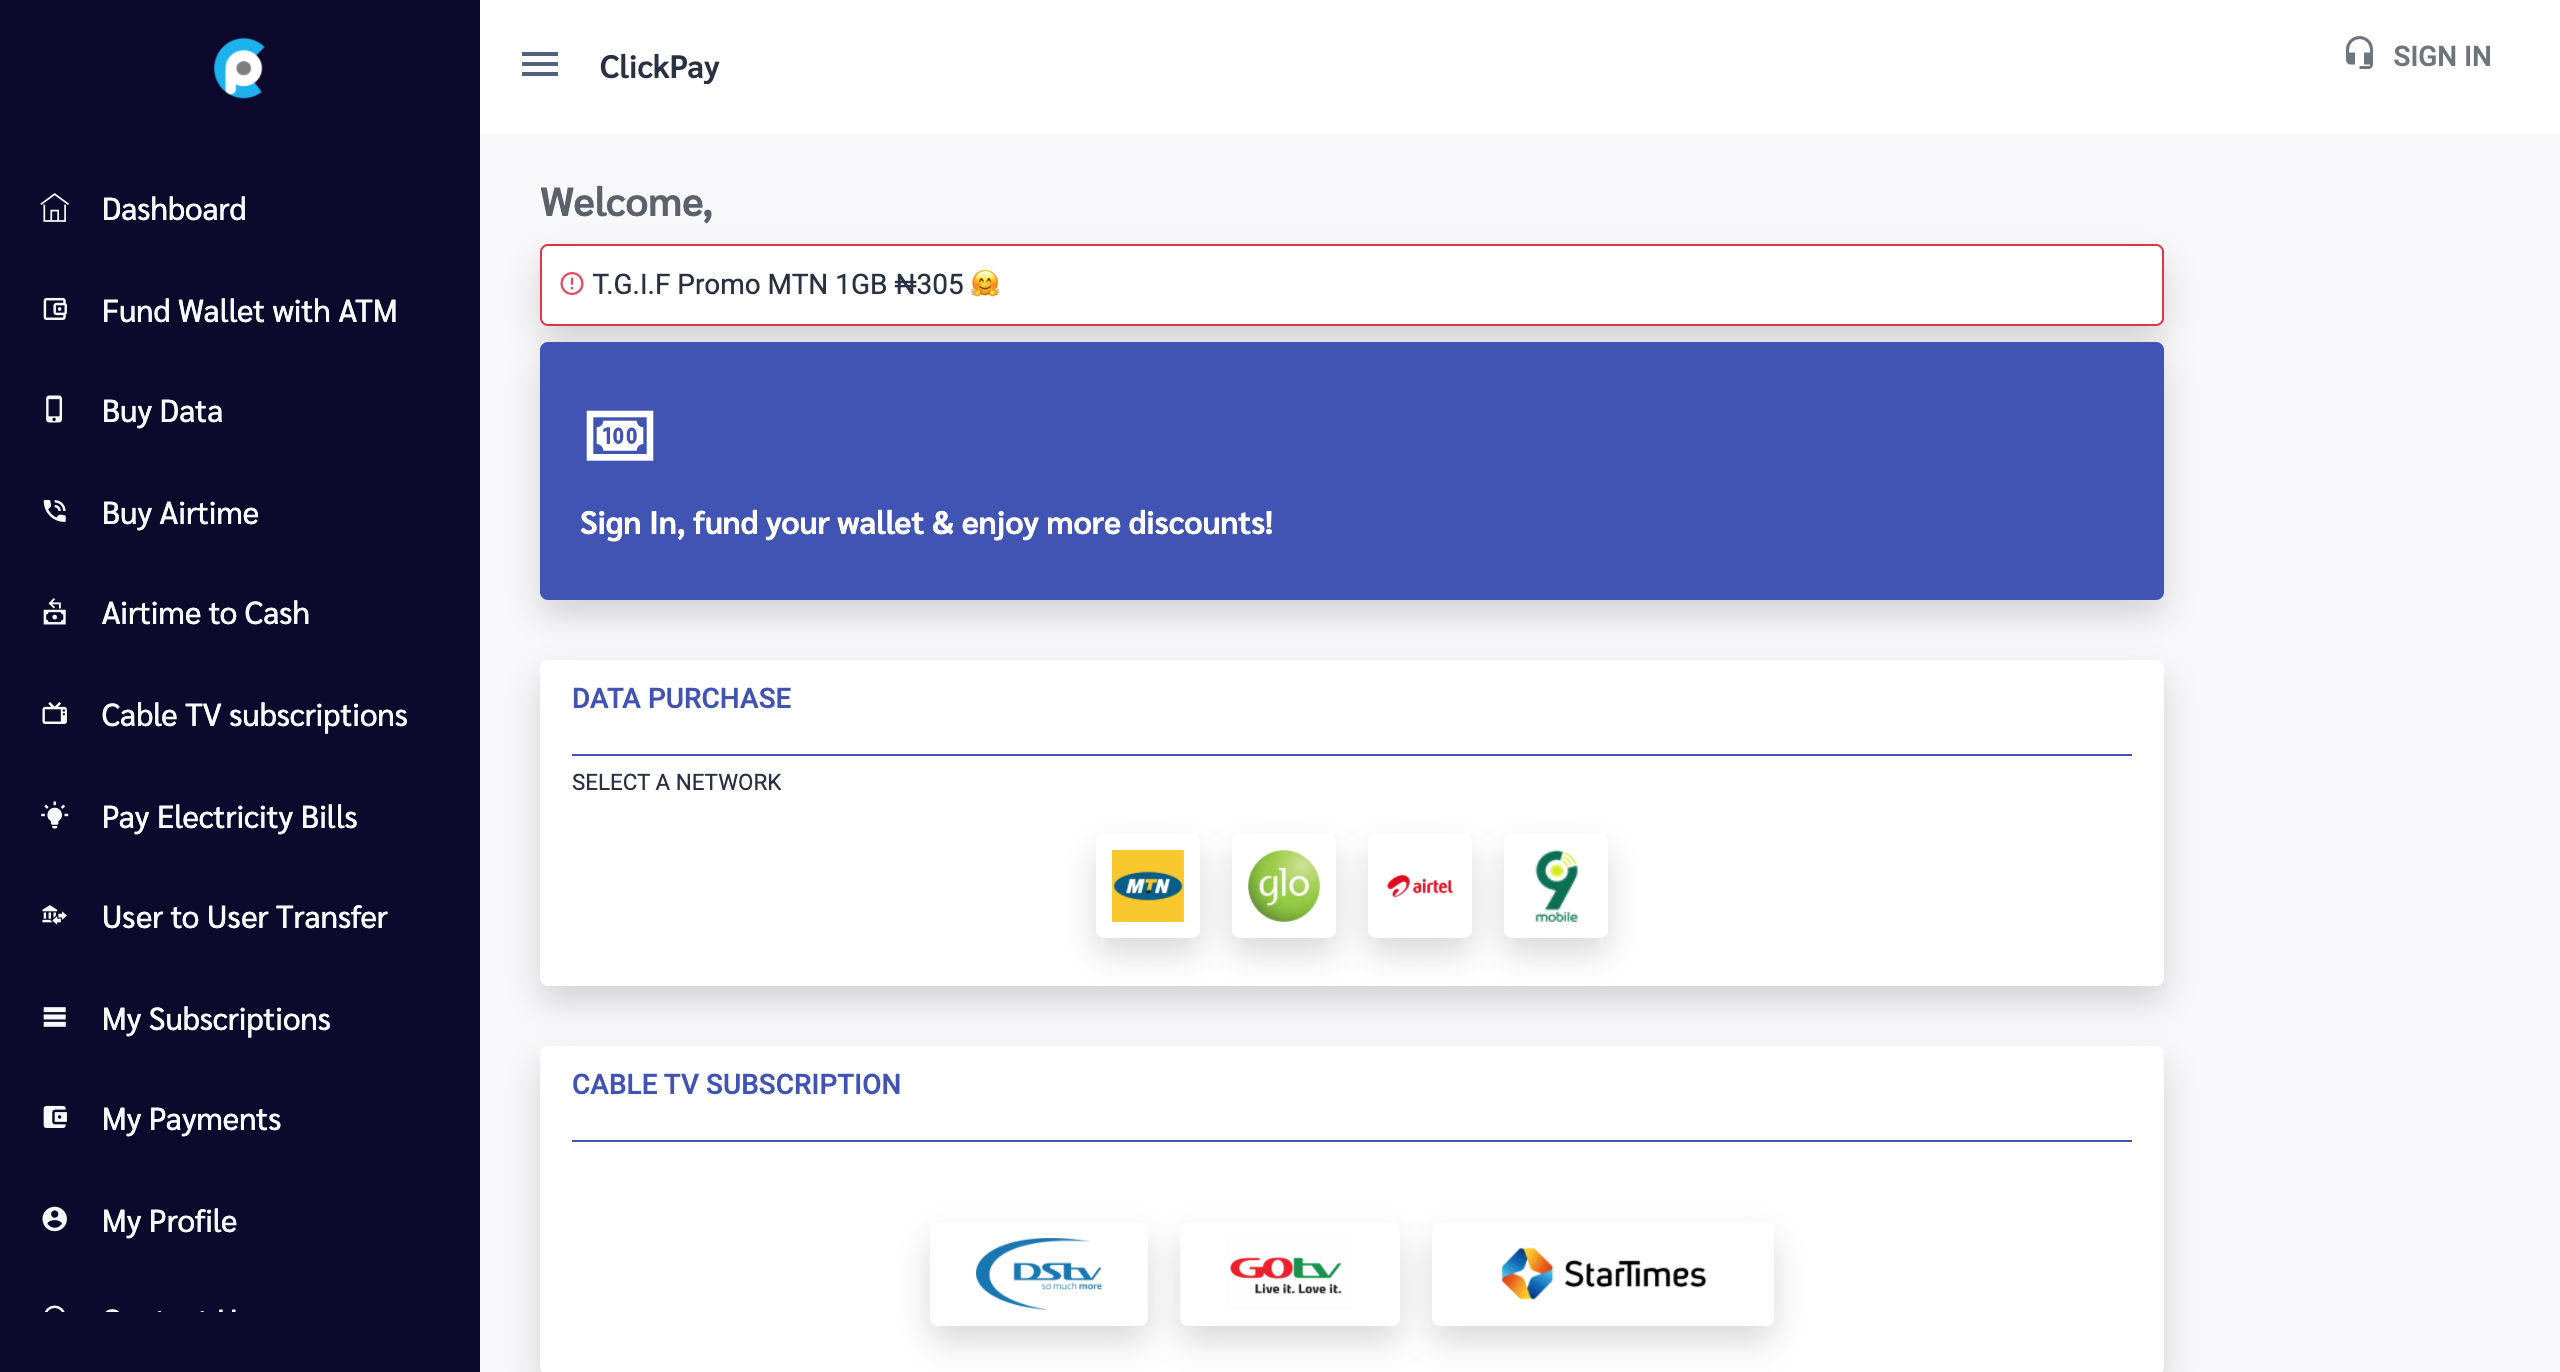 ClickPay
SIGN IN
Dashboard
Fund Wallet with ATM
Buy Data
Buy Airtime
Airtime to Cash
Cable TV subscriptions
Pay Electricity Bills
User to User Transfer
My Subscriptions
My Payments
My Profile
Welcome,
T.G.I.F Promo MTN 1GB ₦305 🤗
100
Sign In, fund your wallet & enjoy more discounts!
DATA PURCHASE
SELECT A NETWORK
MTN
glo
airtel
9
mobile
CABLE TV SUBSCRIPTION
DStv
so much more
GOtv
Live it. Love it.
StarTimes